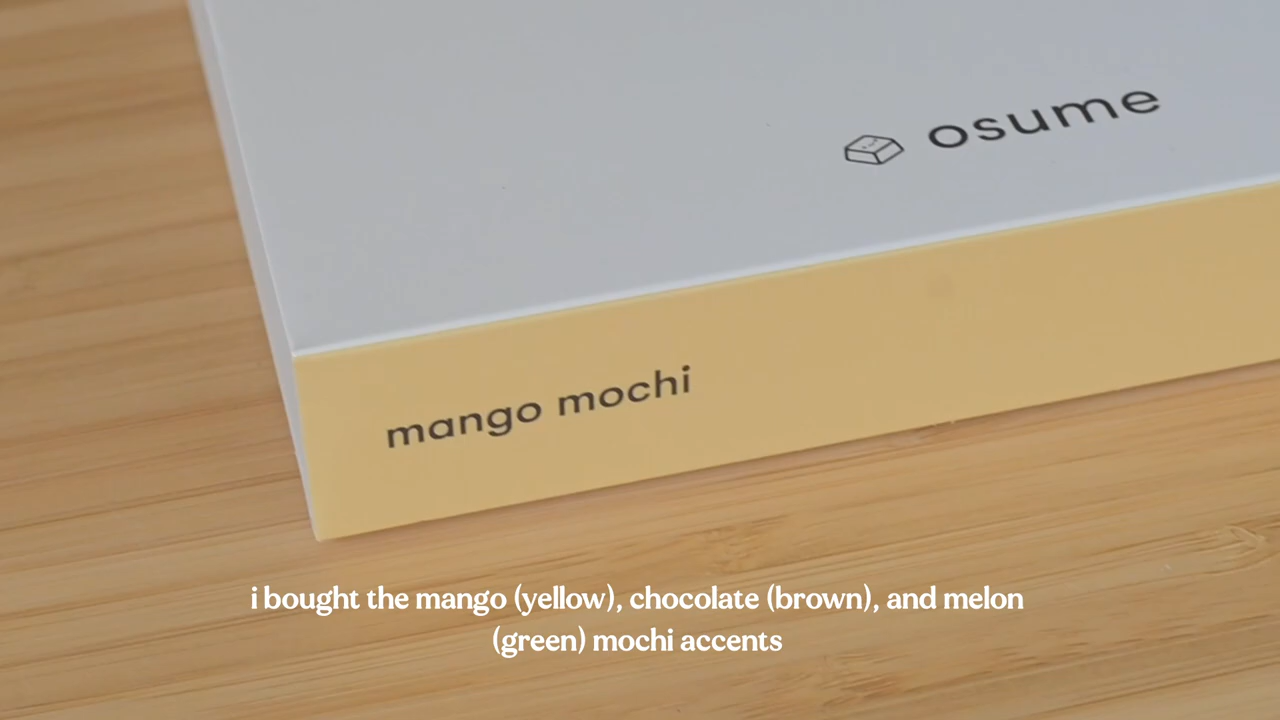 osume
mango mochi
i bought the mango (yellow), chocolate (brown), and melon
(green) mochi accents